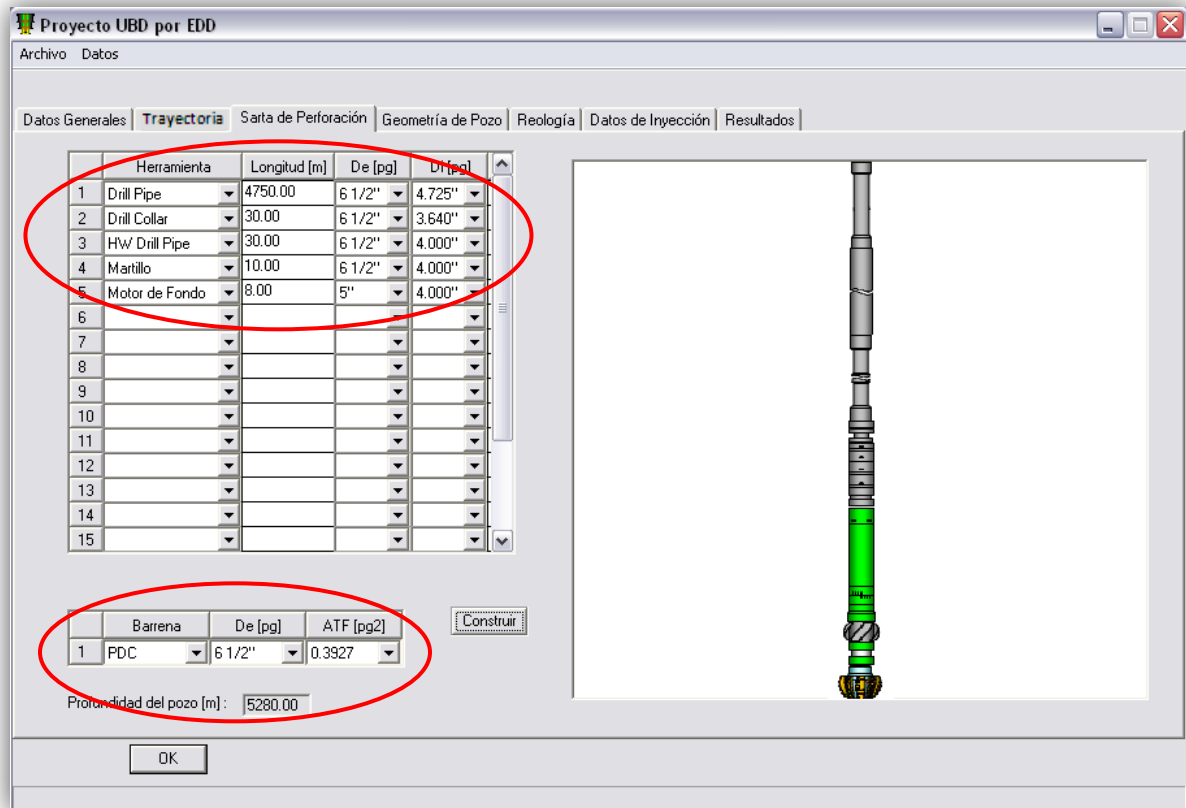 Proyecto UBD por EDD
Archivo Datos
Datos Generales Trayectoria Sarta de Perforación Geometría de Pozo Reología Datos de Inyección Resultados
Herramienta Longitud [m] De [pg] Di [pg]
1 Drill Pipe 4750.00 6 1/2" 4.725"
2 Drill Collar 30.00 6 1/2" 3.640"
3 HW Drill Pipe 30.00 6 1/2" 4.000"
4 Martillo 10.00 6 1/2" 4.000"
5 Motor de Fondo 8.00 5" 4.000"
6
7
8
9
10
11
12
13
14
15
Barrena De [pg] ATF [pg2]
1 PDC 6 1/2" 0.3927
Construir
Profundidad del pozo [m] : 5280.00
OK